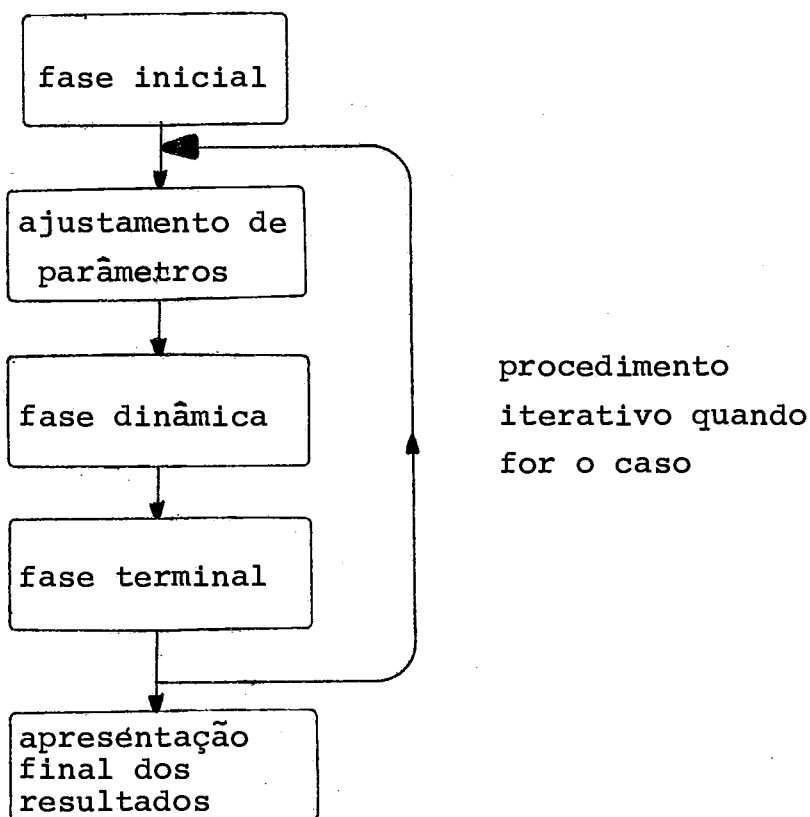 fase inicial
ajustamento de
parâmetros
fase dinâmica
procedimento
iterativo quando
for o caso
fase terminal
apresentação
final dos
resultados